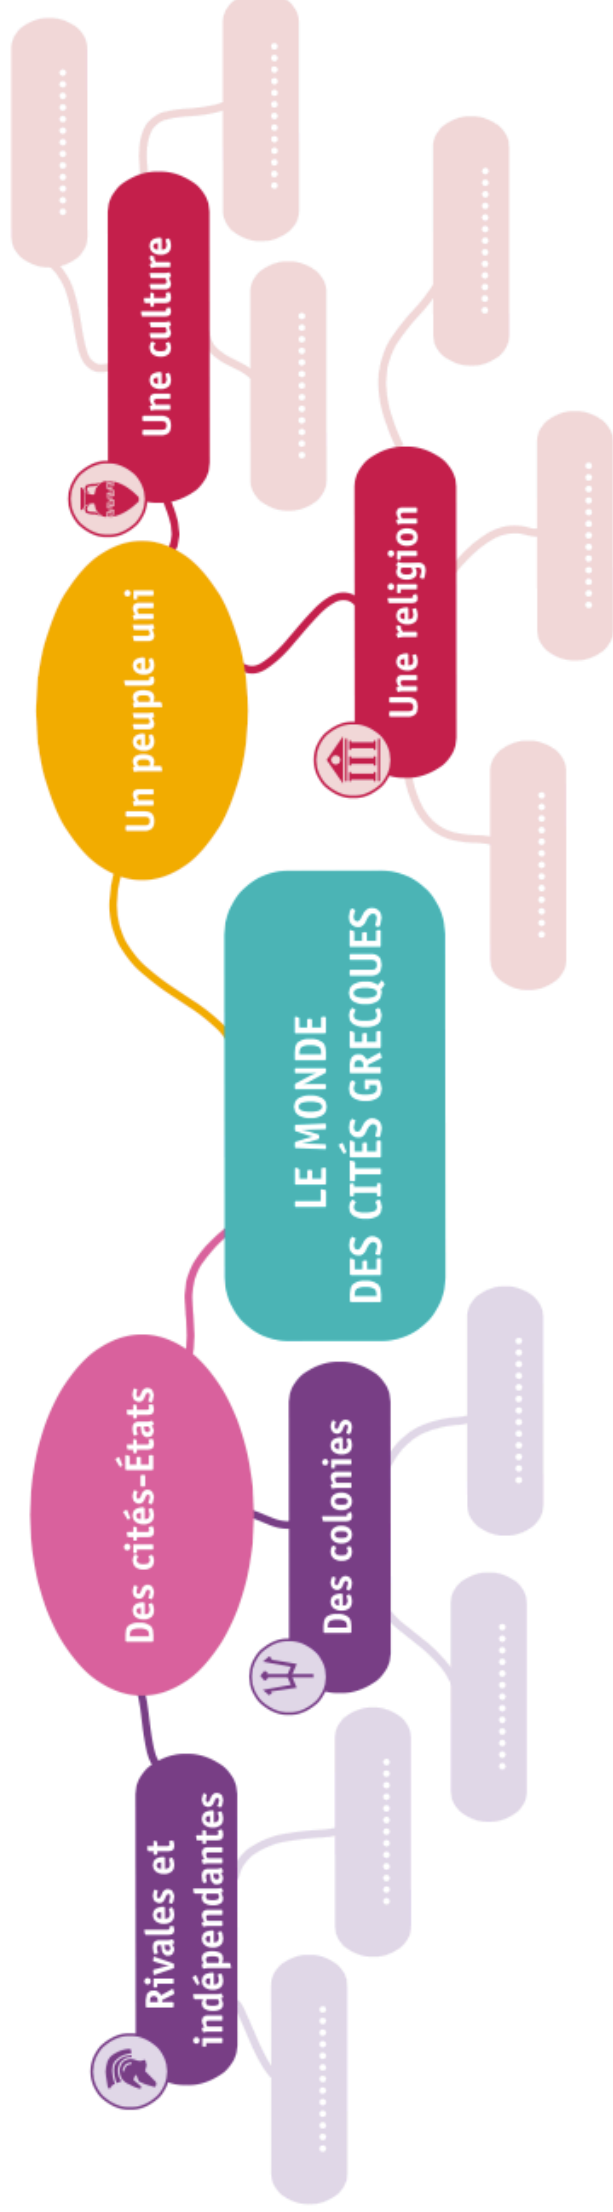 Des cités-États
Rivales et
indépendantes
...............
...............
Des colonies
...............
...............
LE MONDE
DES CITÉS GRECQUES
Un peuple uni
Une culture
...............
...............
...............
Une religion
...............
...............
...............